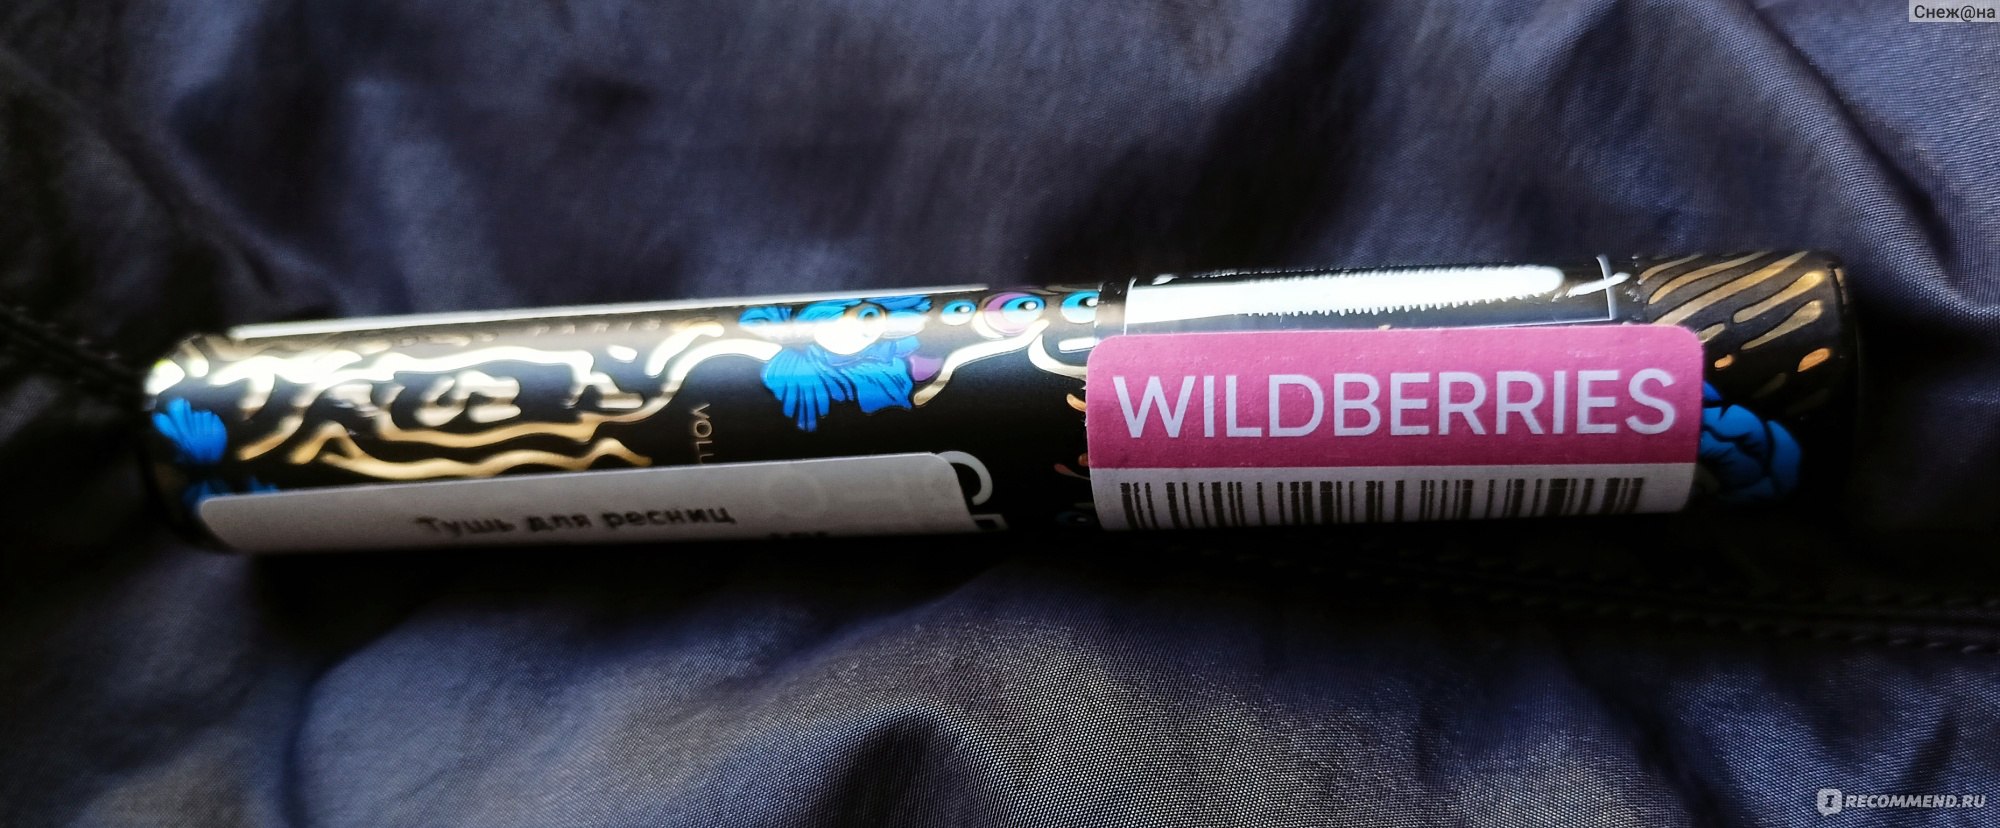 Снеж@на
PARIS
VOLU
WILDBERRIES
Тушь для ресниц
RECOMMEND.RU